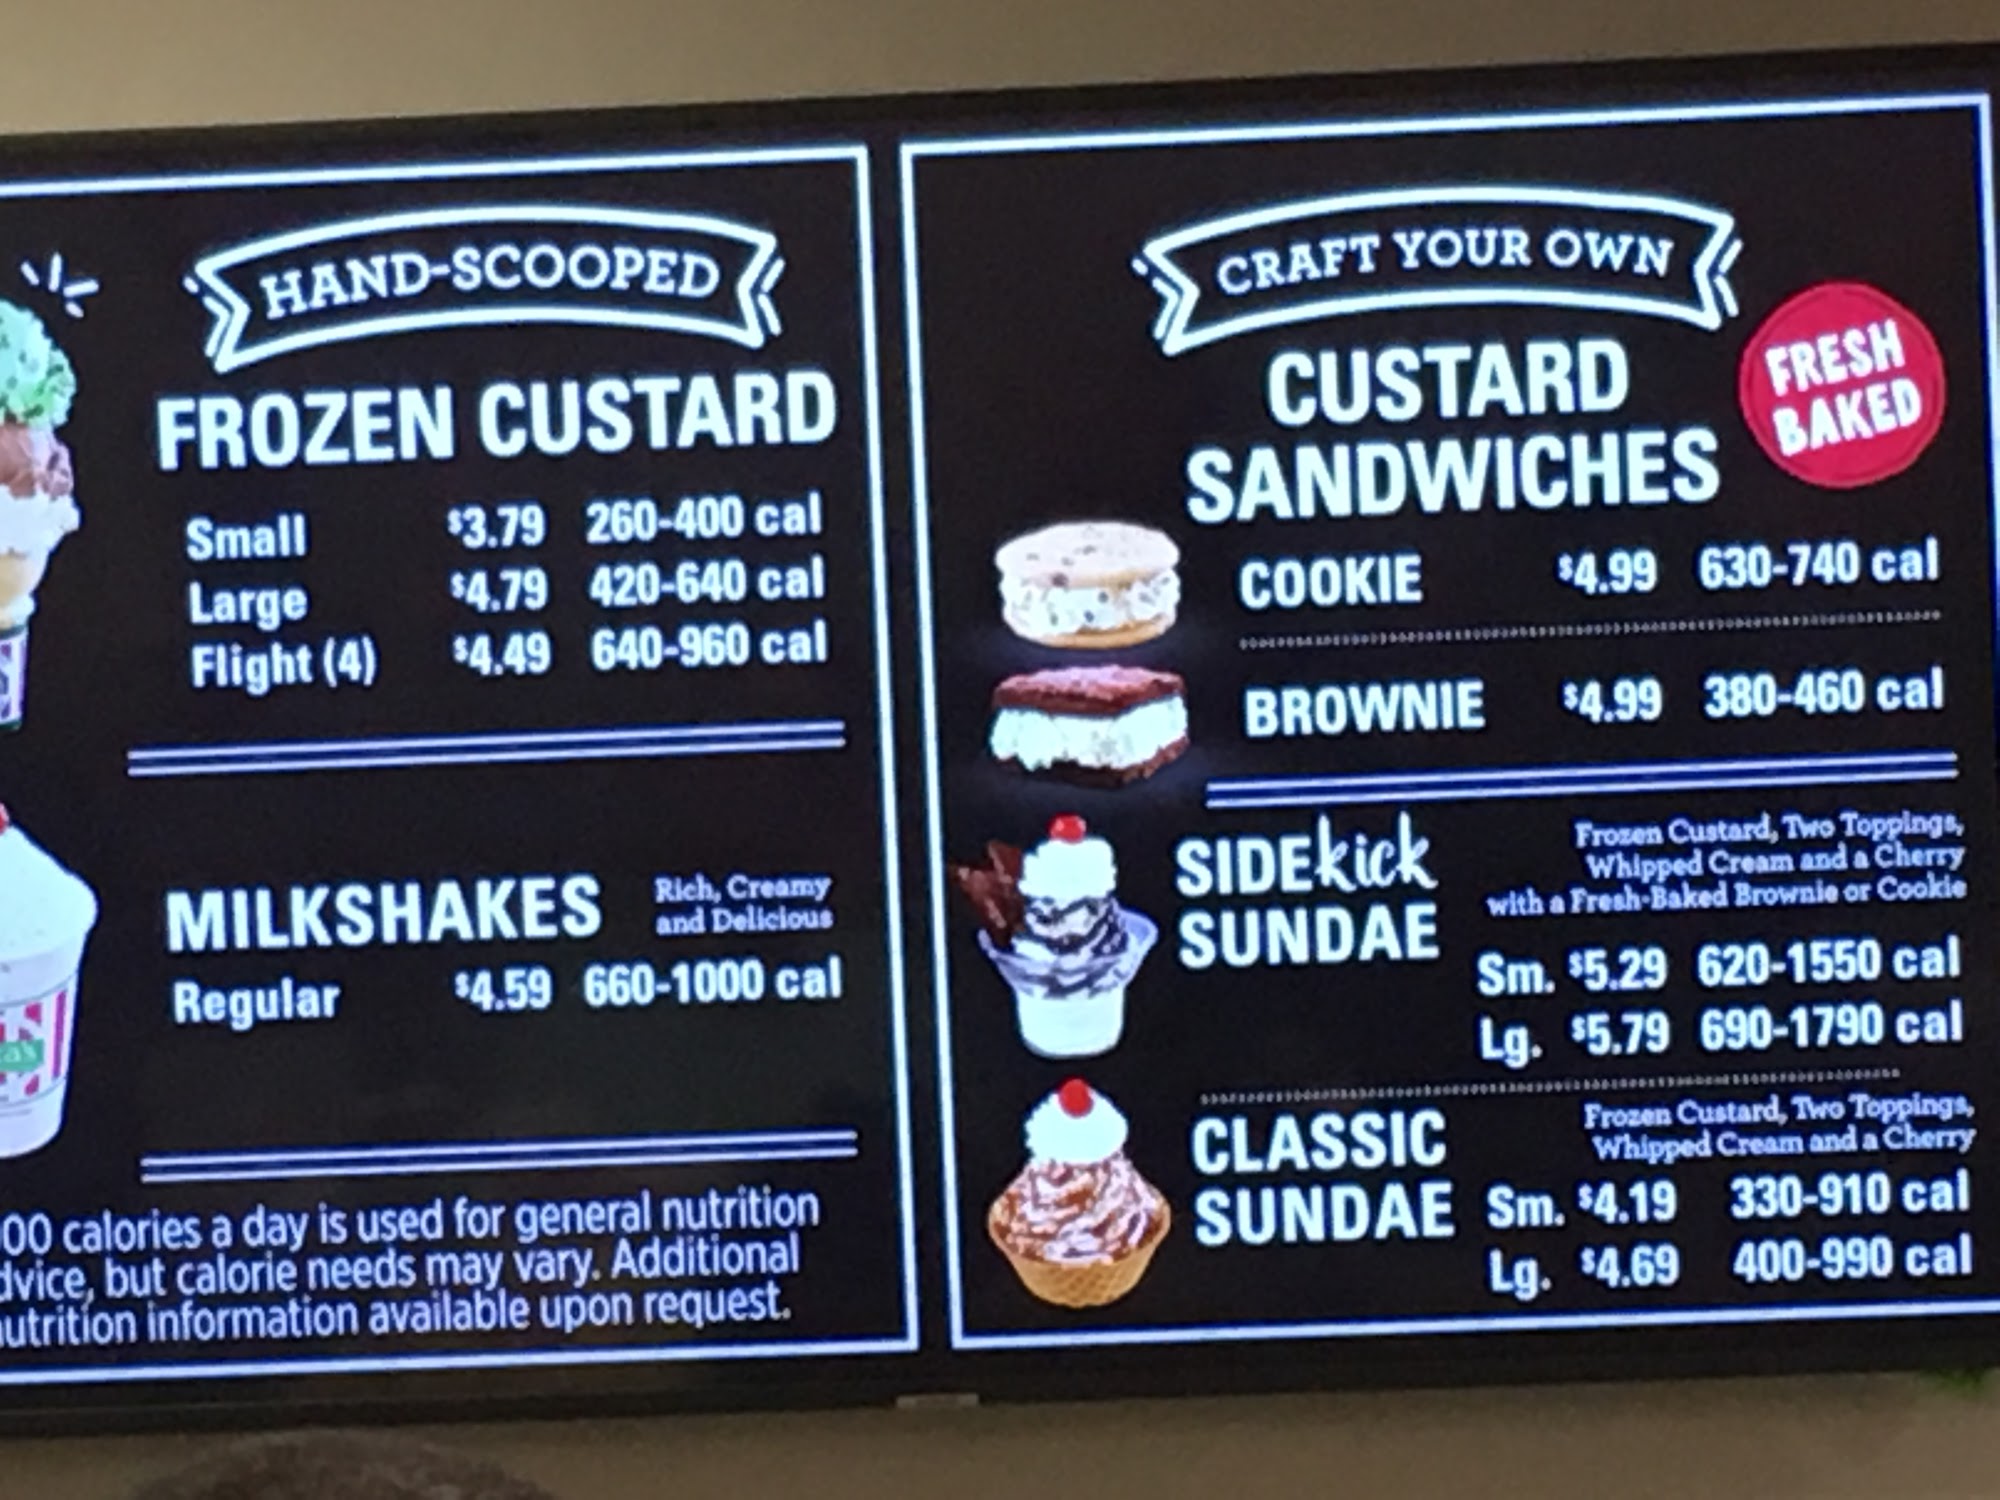 HAND-SCOOPED
FROZEN CUSTARD
Small $3.79 260-400 cal
Large $4.79 420-640 cal
Flight (4) $4.49 640-960 cal
MILKSHAKES Rich, Creamy
and Delicious
Regular $4.59 660-1000 cal
00 calories a day is used for general nutrition
dvice, but calorie needs may vary. Additional
utrition information available upon request.
CRAFT YOUR OWN
CUSTARD
SANDWICHES
FRESH
BAKED
COOKIE $4.99 630-740 cal
BROWNIE $4.99 380-460 cal
SIDEkick
SUNDAE
Frozen Custard, Two Toppings,
Whipped Cream and a Cherry
with a Fresh-Baked Brownie or Cookie
Sm. $5.29 620-1550 cal
Lg. $5.79 690-1790 cal
CLASSIC
SUNDAE
Frozen Custard, Two Toppings,
Whipped Cream and a Cherry
Sm. $4.19 330-910 cal
Lg. $4.69 400-990 cal